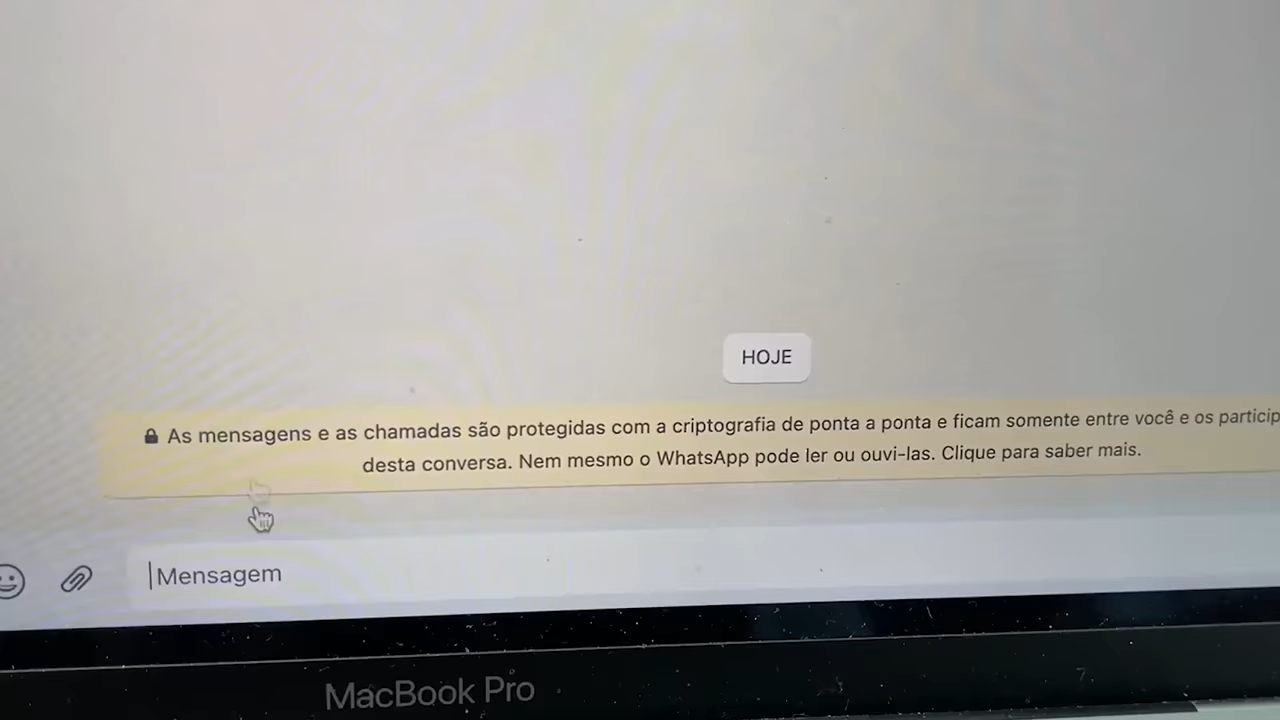 HOJE
As mensagens e as chamadas são protegidas com a criptografia de ponta a ponta e ficam somente entre você e os particip
desta conversa. Nem mesmo o WhatsApp pode ler ou ouvi-las. Clique para saber mais.
Mensagem
MacBook Pro